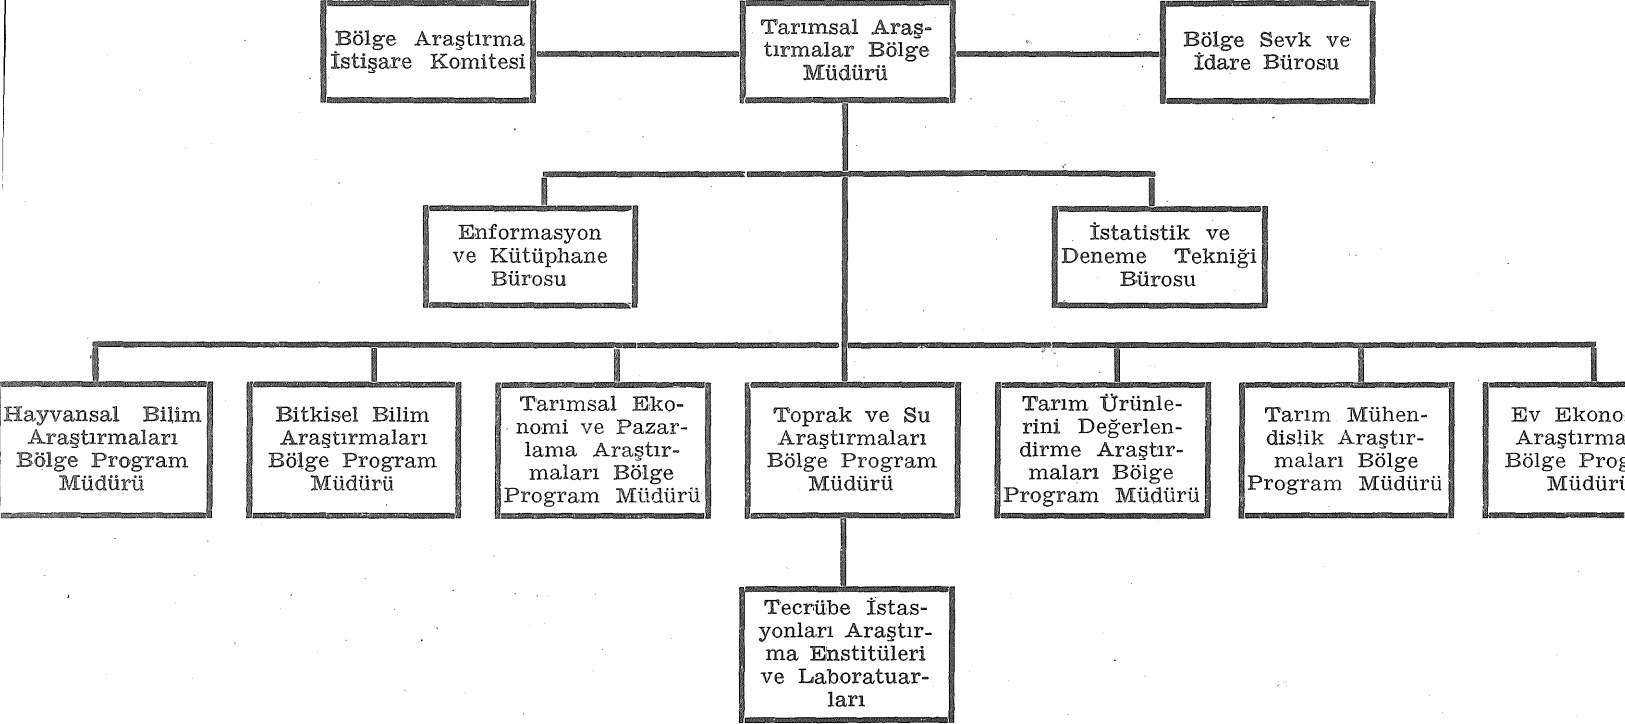 Bölge Araştırma
İstişare Komitesi
Tarımsal Araş-
tırmalar Bölge
Müdürü
Bölge Sevk ve
İdare Bürosu
Enformasyon
ve Kütüphane
Bürosu
İstatistik ve
Deneme Tekniği
Bürosu
Hayvansal Bilim
Araştırmaları
Bölge Program
Müdürü
Bitkisel Bilim
Araştırmaları
Bölge Program
Müdürü
Tarımsal Eko-
nomi ve Pazar-
lama Araştır-
maları Bölge
Program Müdürü
Toprak ve Su
Araştırmaları
Bölge Program
Müdürü
Tarım Ürünle-
rini Değerlen-
dirme Araştır-
maları Bölge
Program Müdürü
Tarım Mühen-
dislik Araştır-
maları Bölge
Program Müdürü
Ev
Bölge
Tecrübe İstas-
yonları Araştır-
ma Enstitüleri
ve Laboratuar-
ları